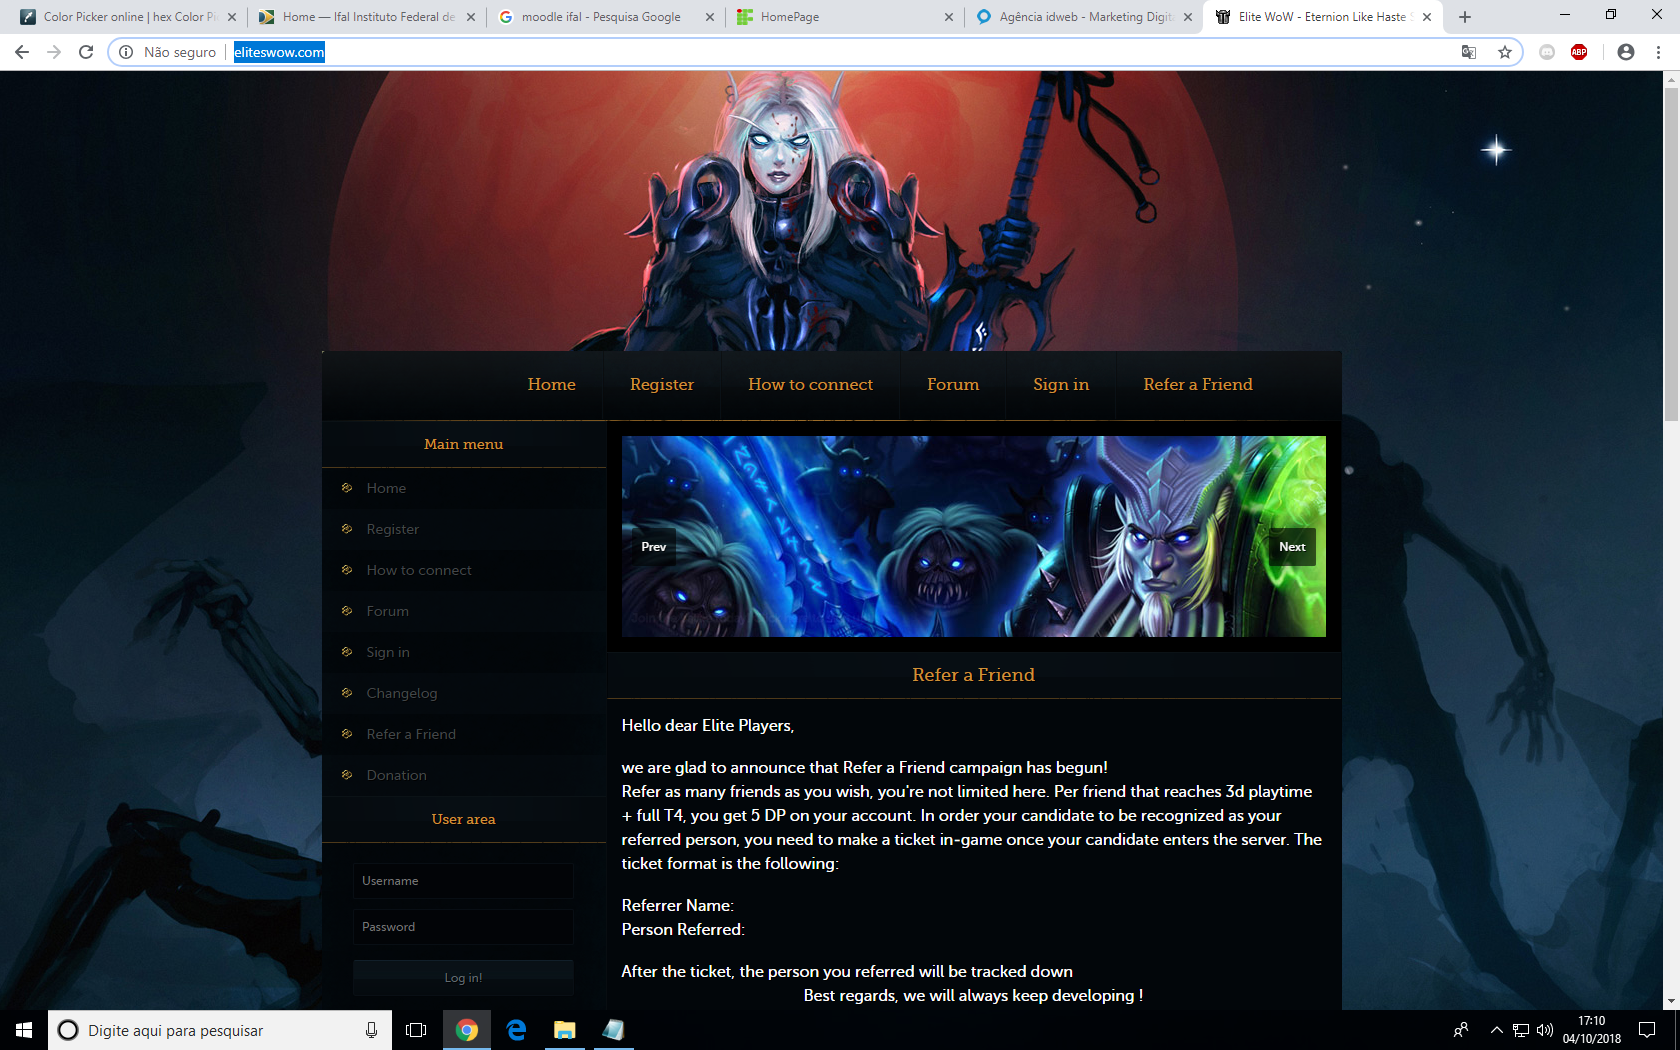 Color Picker online | hex Color Pi
Home — Ifal Instituto Federal de
moodle ifal - Pesquisa Google
HomePage
Agência idweb - Marketing Digit
Elite WoW - Eternion Like Haste S
Não seguro
eliteswow.com
ABP
Home
Register
How to connect
Forum
Sign in
Refer a Friend
Main menu
Home
Register
How to connect
Forum
Sign in
Changelog
Refer a Friend
Donation
User area
Username
Password
Log in!
Prev
Next
Refer a Friend
Hello dear Elite Players,
we are glad to announce that Refer a Friend campaign has begun!
Refer as many friends as you wish, you're not limited here. Per friend that reaches 3d playtime
+ full T4, you get 5 DP on your account. In order your candidate to be recognized as your
referred person, you need to make a ticket in-game once your candidate enters the server. The
ticket format is the following:
Referrer Name:
Person Referred:
After the ticket, the person you referred will be tracked down
Best regards, we will always keep developing !
Digite aqui para pesquisar
17:10
04/10/2018